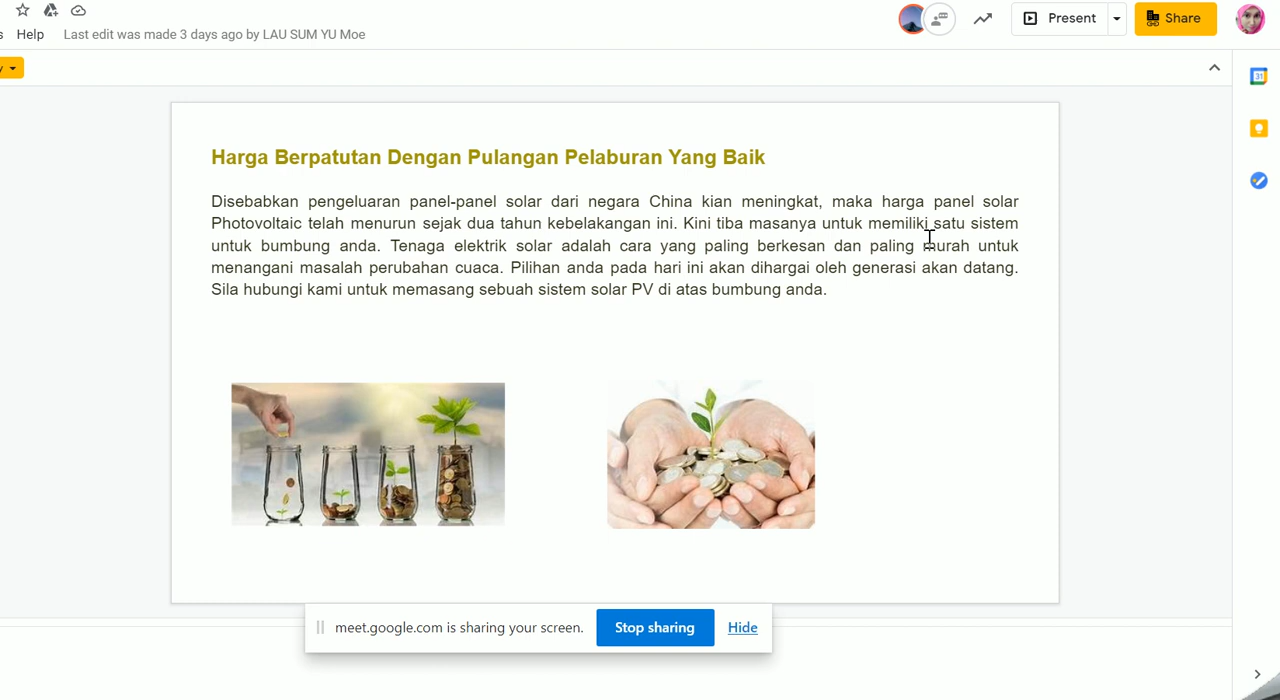 s Help Last edit was made 3 days ago by LAU SUM YU Moe
Present
Share
y
31
Harga Berpatutan Dengan Pulangan Pelaburan Yang Baik
Disebabkan pengeluaran panel-panel solar dari negara China kian meningkat, maka harga panel solar
Photovoltaic telah menurun sejak dua tahun kebelakangan ini. Kini tiba masanya untuk memiliki satu sistem
untuk bumbung anda. Tenaga elektrik solar adalah cara yang paling berkesan dan paling murah untuk
menangani masalah perubahan cuaca. Pilihan anda pada hari ini akan dihargai oleh generasi akan datang.
Sila hubungi kami untuk memasang sebuah sistem solar PV di atas bumbung anda.
meet.google.com is sharing your screen. Stop sharing Hide